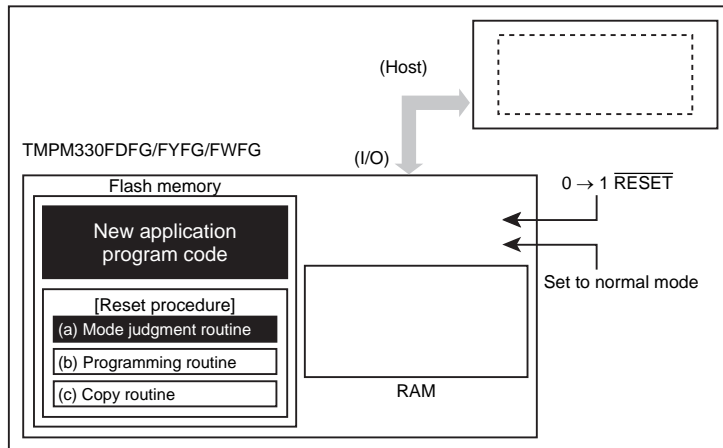 (Host)
TMPM330FDFG/FYFG/FWFG
(I/O)
Flash memory
0 → 1 RESET
New application
program code
Set to normal mode
[Reset procedure]
(a) Mode judgment routine
(b) Programming routine
(c) Copy routine
RAM